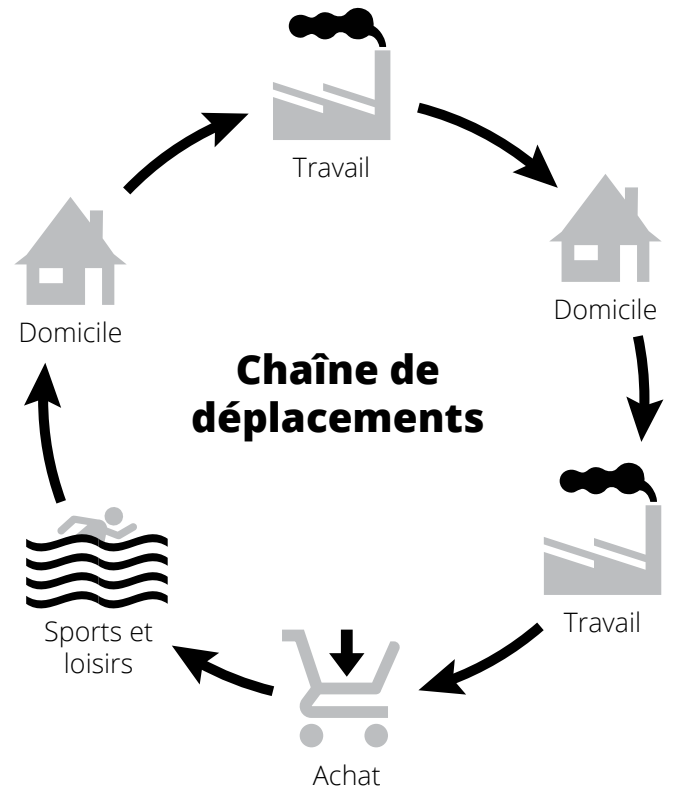 Travail
Domicile
Domicile
Chaîne de
déplacements
Travail
Sports et
loisirs
Achat